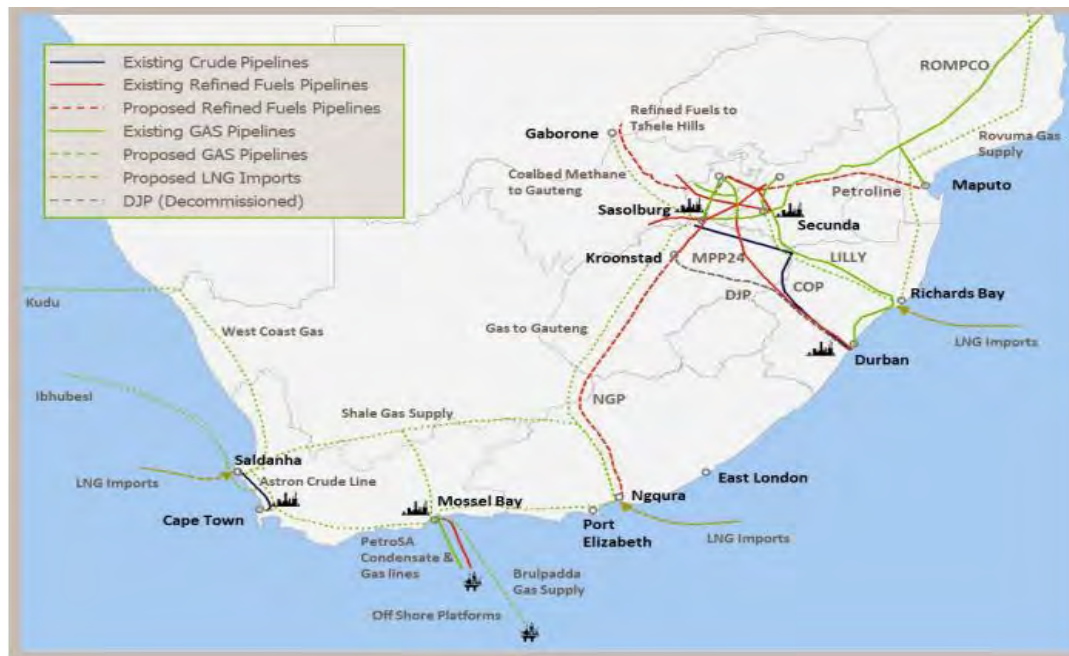 Existing Crude Pipelines
Existing Refined Fuels Pipelines
Proposed Refined Fuels Pipelines
Existing GAS Pipelines
Proposed GAS Pipelines
Proposed LNG Imports
DJP (Decommissioned)
ROMPCO
Refined Fuels to
Tshele Hills
Gaborone
Rovuma Gas
Supply
Coalbed Methane
to Gauteng
Petroline
Maputo
Sasolburg
Secunda
Kroonstad
MPP24
LILLY
COP
DJP
Richards Bay
Kudu
West Coast Gas
Gas to Gauteng
LNG Imports
Durban
Ibhubesi
NGP
Shale Gas Supply
Saldanha
LNG Imports
Astron Crude Line
East London
Cape Town
Mossel Bay
Ngqura
Port
Elizabeth
LNG Imports
PetroSA
Condensate &
Gas lines
Brulpadda
Gas Supply
Off Shore Platforms